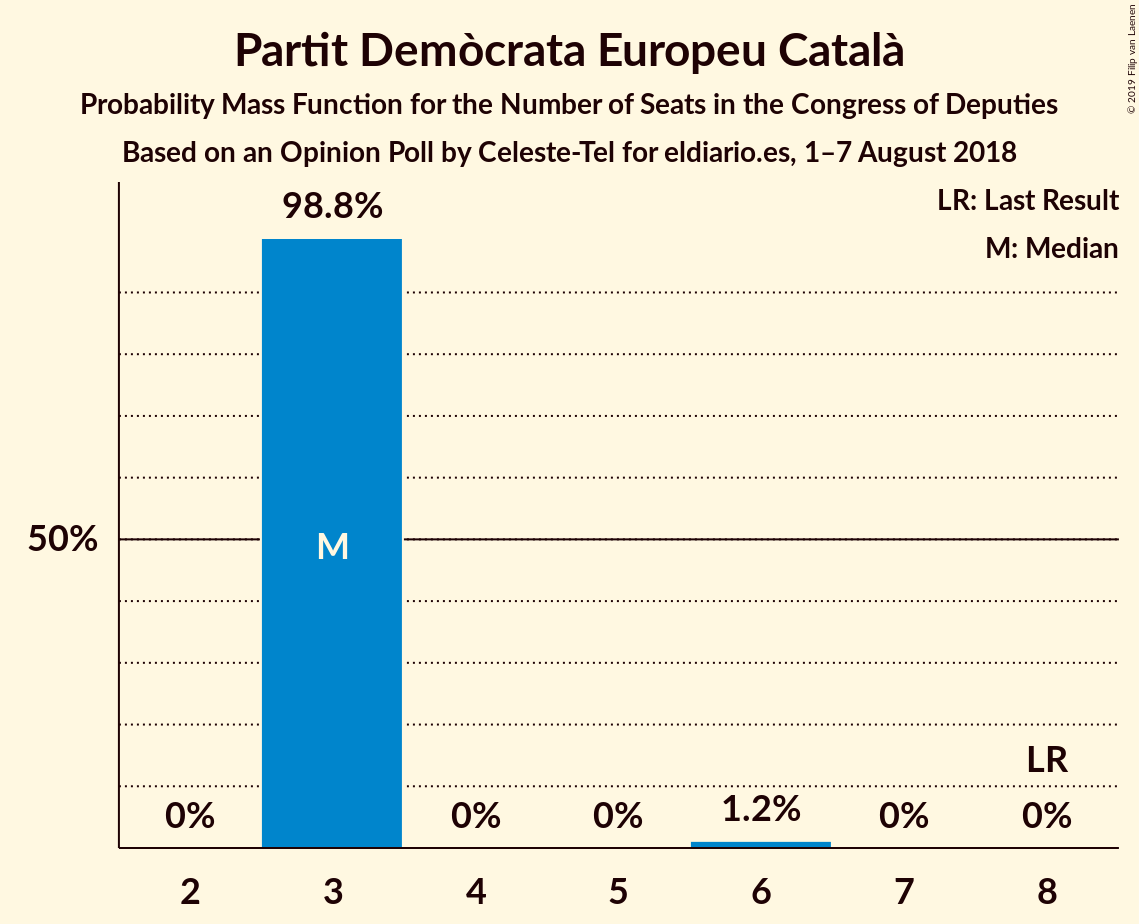 Partit Demòcrata Europeu Català
Probability Mass Function for the Number of Seats in the Congress of Deputies
Based on an Opinion Poll by Celeste-Tel for eldiario.es, 1–7 August 2018
© 2019 Filip van Laenen
LR: Last Result
M: Median
98.8%
50%
M
LR
0%
0%
0%
1.2%
0%
0%
2
3
4
5
6
7
8